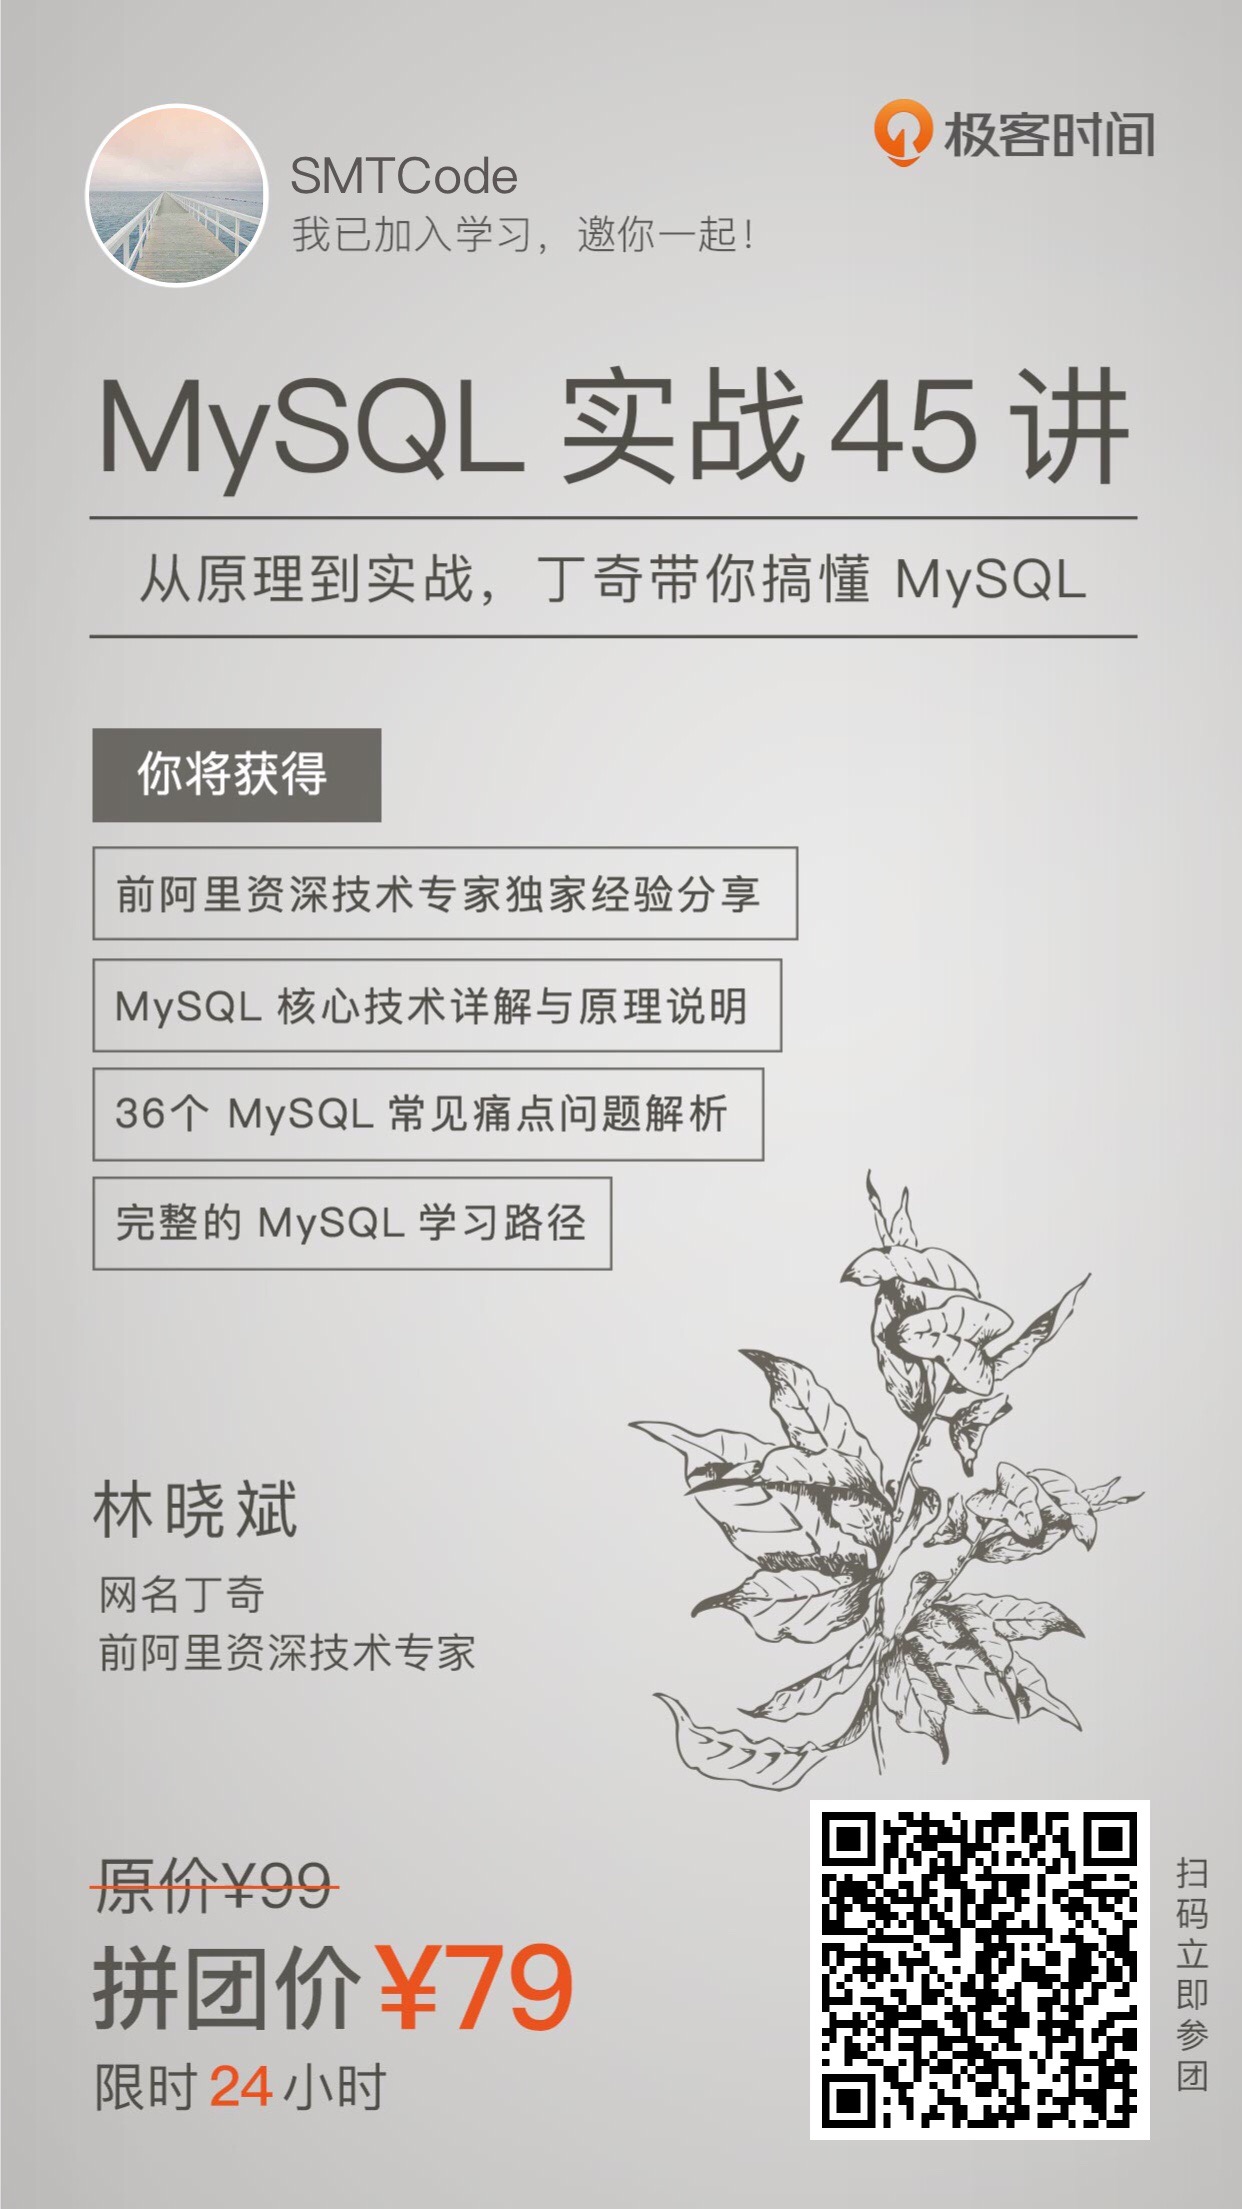 极客时间
SMTCode
我已加入学习，邀你一起！
MySQL 实战 45 讲
从原理到实战，丁奇带你搞懂 MySQL
你将获得
前阿里资深技术专家独家经验分享
MySQL 核心技术详解与原理说明
36个 MySQL 常见痛点问题解析
完整的 MySQL 学习路径
林晓斌
网名丁奇
前阿里资深技术专家
原价¥99
拼团价¥79
限时 24 小时
扫码立即参团